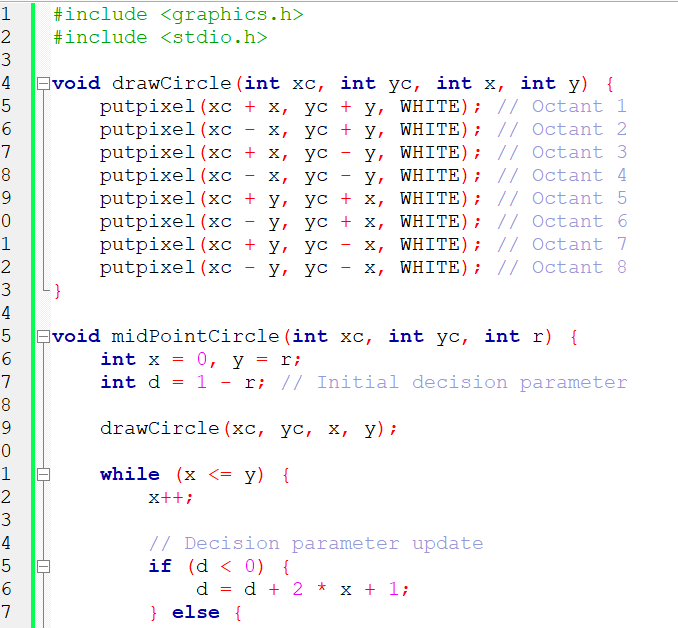 1 #include <graphics.h>
2 #include <stdio.h>
3
4 void drawCircle(int xc, int yc, int x, int y) {
5     putpixel(xc + x, yc + y, WHITE); // Octant 1
6     putpixel(xc - x, yc + y, WHITE); // Octant 2
7     putpixel(xc + x, yc - y, WHITE); // Octant 3
8     putpixel(xc - x, yc - y, WHITE); // Octant 4
9     putpixel(xc + y, yc + x, WHITE); // Octant 5
0     putpixel(xc - y, yc + x, WHITE); // Octant 6
1     putpixel(xc + y, yc - x, WHITE); // Octant 7
2     putpixel(xc - y, yc - x, WHITE); // Octant 8
3 }
4
5 void midPointCircle(int xc, int yc, int r) {
6     int x = 0, y = r;
7     int d = 1 - r; // Initial decision parameter
8
9     drawCircle(xc, yc, x, y);
0
1     while (x <= y) {
2         x++;
3
4         // Decision parameter update
5         if (d < 0) {
6             d = d + 2 * x + 1;
7         } else {